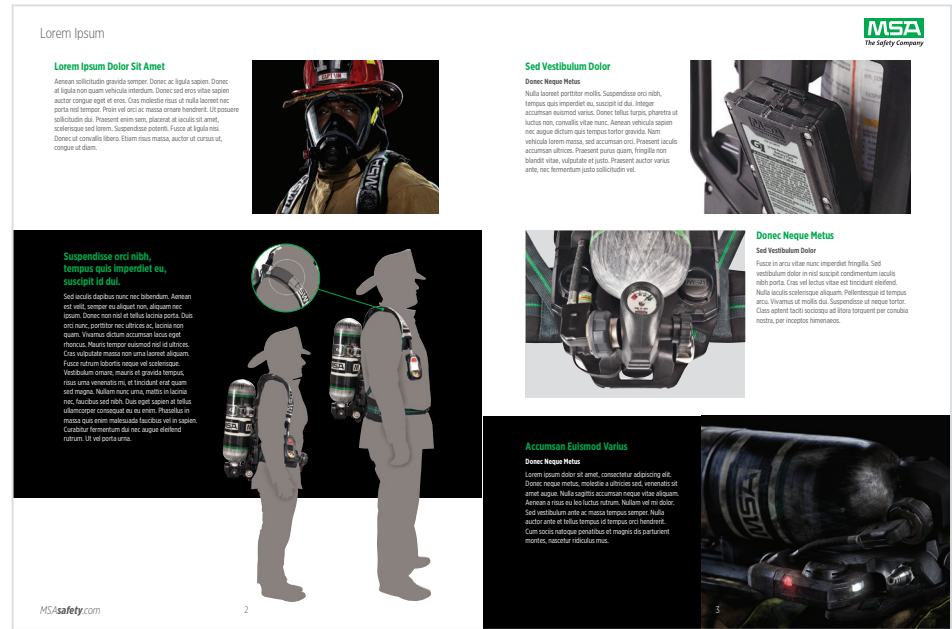 Lorem Ipsum
MSA
The Safety Company
Lorem Ipsum Dolor Sit Amet
Aenean sollicitudin gravida semper. Donec ac ligula sapien. Donec
at ligula non quam vehicula interdum. Donec sed eros vitae sapien
auctor congue eget et eros. Cras molestie risus ut nulla laoreet nec
porta nisl tempor. Proin vel orci ac massa ornare hendrerit. Ut posuere
sollicitudin dui. Praesent enim sem, placerat at iaculis sit amet,
scelerisque sed lorem. Suspendisse potenti. Fusce at ligula nisi.
Donec ut convallis libero. Etiam risus massa, auctor ut cursus ut,
congue ut diam.
CAPTAIN
MSA
Suspendisse orci nibh,
tempus quis imperdiet eu,
suscipit id dui.
Sed iaculis dapibus nunc nec bibendum. Aenean
est velit, semper eu aliquet non, aliquam nec
ipsum. Donec non nisl et tellus lacinia porta. Duis
orci nunc, porttitor nec ultrices ac, lacinia non
quam. Vivamus dictum accumsan lacus eget
rhoncus. Mauris tempor euismod nisl id ultrices.
Cras vulputate massa non urna laoreet aliquam.
Fusce rutrum lobortis neque vel scelerisque.
Vestibulum ornare, mauris et gravida tempus,
risus urna venenatis mi, et tincidunt erat quam
sed magna. Nullam nunc urna, mattis in lacinia
nec, faucibus sed nibh. Duis eget sapien at tellus
ullamcorper consequat eu eu enim. Phasellus in
massa quis enim malesuada faucibus vel in sapien.
Curabitur fermentum dui nec augue eleifend
rutrum. Ut vel porta urna.
MSAsafety.com
2
Sed Vestibulum Dolor
Donec Neque Metus
Nulla laoreet porttitor mollis. Suspendisse orci nibh,
tempus quis imperdiet eu, suscipit id dui. Integer
accumsan euismod varius. Donec tellus turpis, pharetra ut
luctus non, convallis vitae nunc. Aenean vehicula sapien
nec augue dictum quis tempus tortor gravida. Nam
vehicula lorem massa, sed accumsan orci. Praesent iaculis
accumsan ultrices. Praesent purus quam, fringilla non
blandit vitae, vulputate et justo. Praesent auctor varius
ante, nec fermentum justo sollicitudin vel.
G1
Donec Neque Metus
Sed Vestibulum Dolor
Fusce in arcu vitae nunc imperdiet fringilla. Sed
vestibulum dolor in nisl suscipit condimentum iaculis
nibh porta. Cras vel lectus vitae est tincidunt eleifend.
Nulla iaculis scelerisque aliquam. Pellentesque id tempus
arcu. Vivamus ut mollis dui. Suspendisse ut neque tortor.
Class aptent taciti sociosqu ad litora torquent per conubia
nostra, per inceptos himenaeos.
Accumsan Euismod Varius
Donec Neque Metus
Lorem ipsum dolor sit amet, consectetur adipiscing elit.
Donec neque metus, molestie a ultricies sed, venenatis sit
amet augue. Nulla sagittis accumsan neque vitae aliquam.
Aenean a risus eu leo luctus rutrum. Nullam vel mi dolor.
Sed vestibulum ante ac massa tempus semper. Nulla
auctor ante et tellus tempus id tempus orci hendrerit.
Cum sociis natoque penatibus et magnis dis parturient
montes, nascetur ridiculus mus.
MSA
3